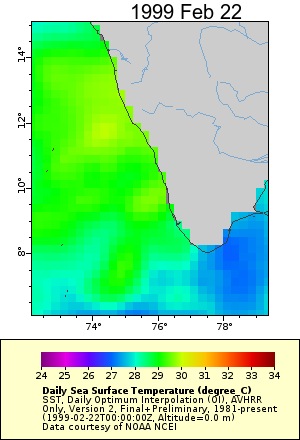 1999 Feb 22
14°
12°
10°
8°
74°
76°
78°
24 25 26 27 28 29 30 31 32 33 34
Daily Sea Surface Temperature (degree_C)
SST, Daily Optimum Interpolation (OI), AVHRR
Only, Version 2, Final+Preliminary, 1981-present
(1999-02-22T00:00:00Z, Altitude=0.0 m)
Data courtesy of NOAA NCEI